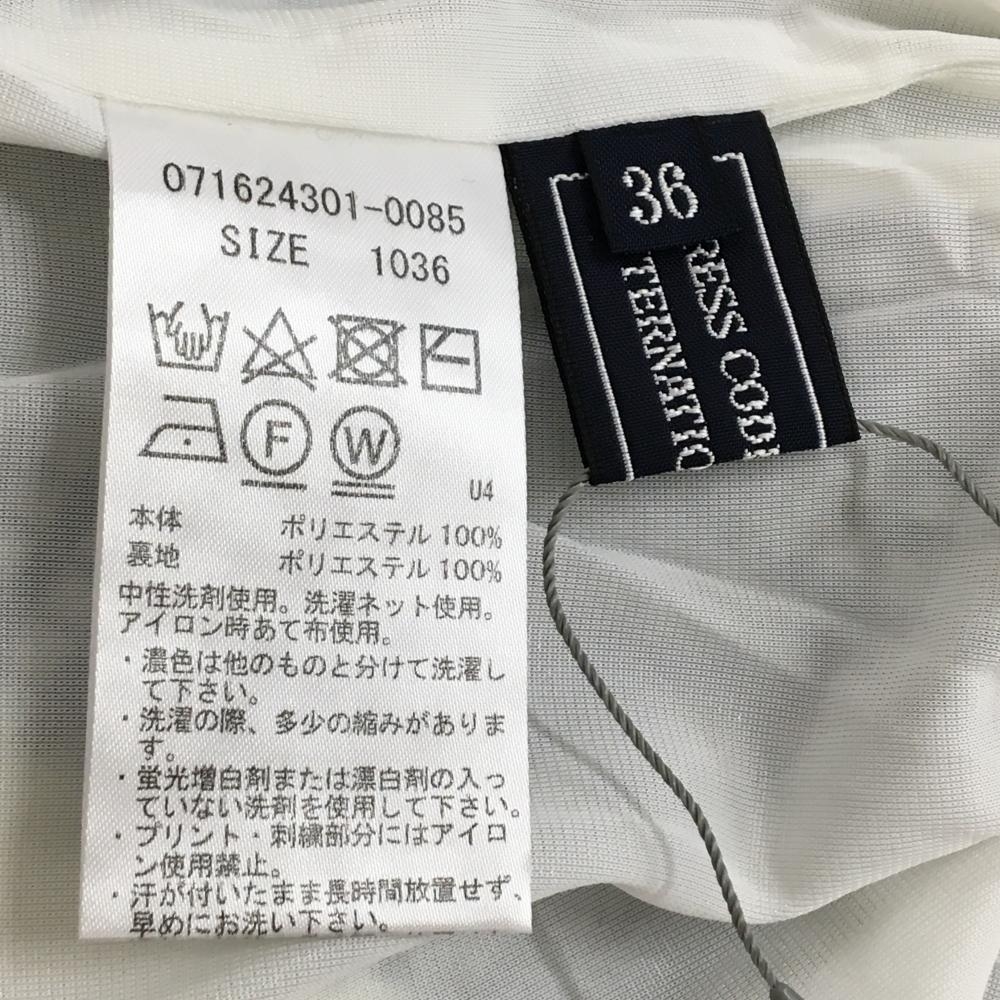 071624301-0085
SIZE 1036
F W
U4
本体 ポリエステル 100%
裏地 ポリエステル 100%
中性洗剤使用。洗濯ネット使用。
アイロン時あて布使用。
・濃色は他のものと分けて洗濯し
て下さい。
・洗濯の際、多少の縮みがありま
す。
・蛍光増白剤または漂白剤の入っ
ていない洗剤を使用して下さい。
・プリント・刺繍部分にはアイロ
ン使用禁止。
・汗が付いたまま長時間放置せず、
早めにお洗い下さい。
36
RESS COD
TERNATIO